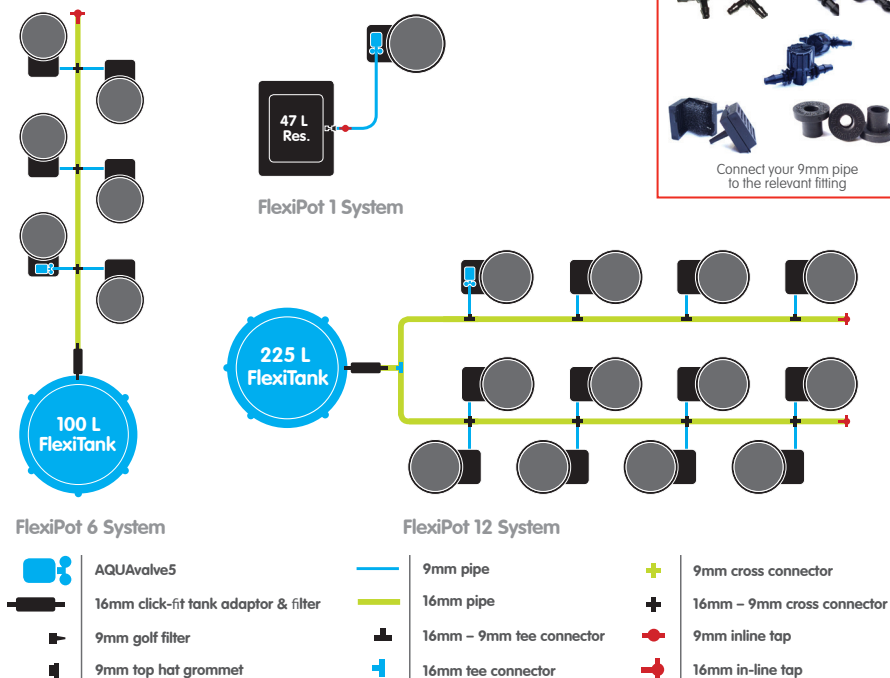 Connect your 9mm pipe
to the relevant fitting
47 L
Res.
FlexiPot 1 System
225 L
FlexiTank
100 L
FlexiTank
FlexiPot 6 System
FlexiPot 12 System
AQUAvalve5
16mm click-fit tank adaptor & filter
9mm golf filter
9mm top hat grommet
9mm pipe
16mm pipe
16mm – 9mm tee connector
16mm tee connector
9mm cross connector
16mm – 9mm cross connector
9mm inline tap
16mm in-line tap